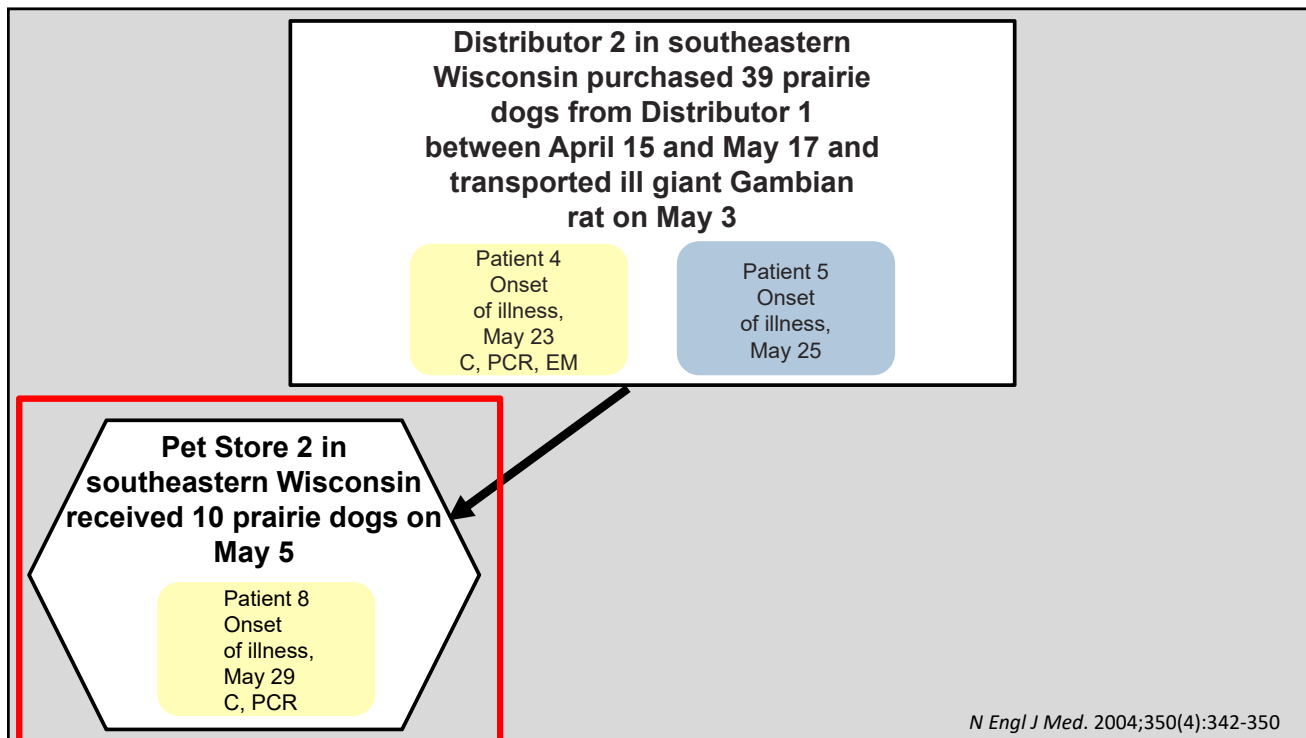 Distributor 2 in southeastern
Wisconsin purchased 39 prairie
dogs from Distributor 1
between April 15 and May 17 and
transported ill giant Gambian
rat on May 3
Patient 4
Onset
of illness,
May 23
C, PCR, EM
Patient 5
Onset
of illness,
May 25
Pet Store 2 in
southeastern Wisconsin
received 10 prairie dogs on
May 5
Patient 8
Onset
of illness,
May 29
C, PCR
N Engl J Med. 2004;350(4):342-350